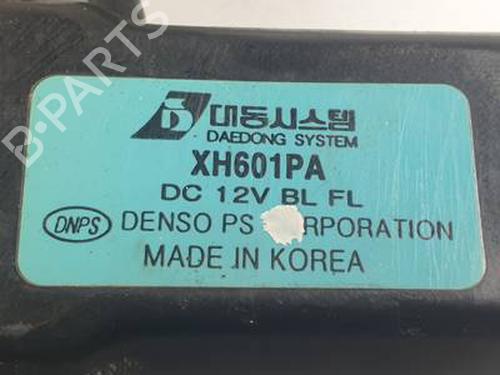 B-PARTS
D 대동시스템
DAEDONG SYSTEM
XH601PA
DC 12V BL FL
DNPS DENSO PS RPORATION
MADE IN KOREA